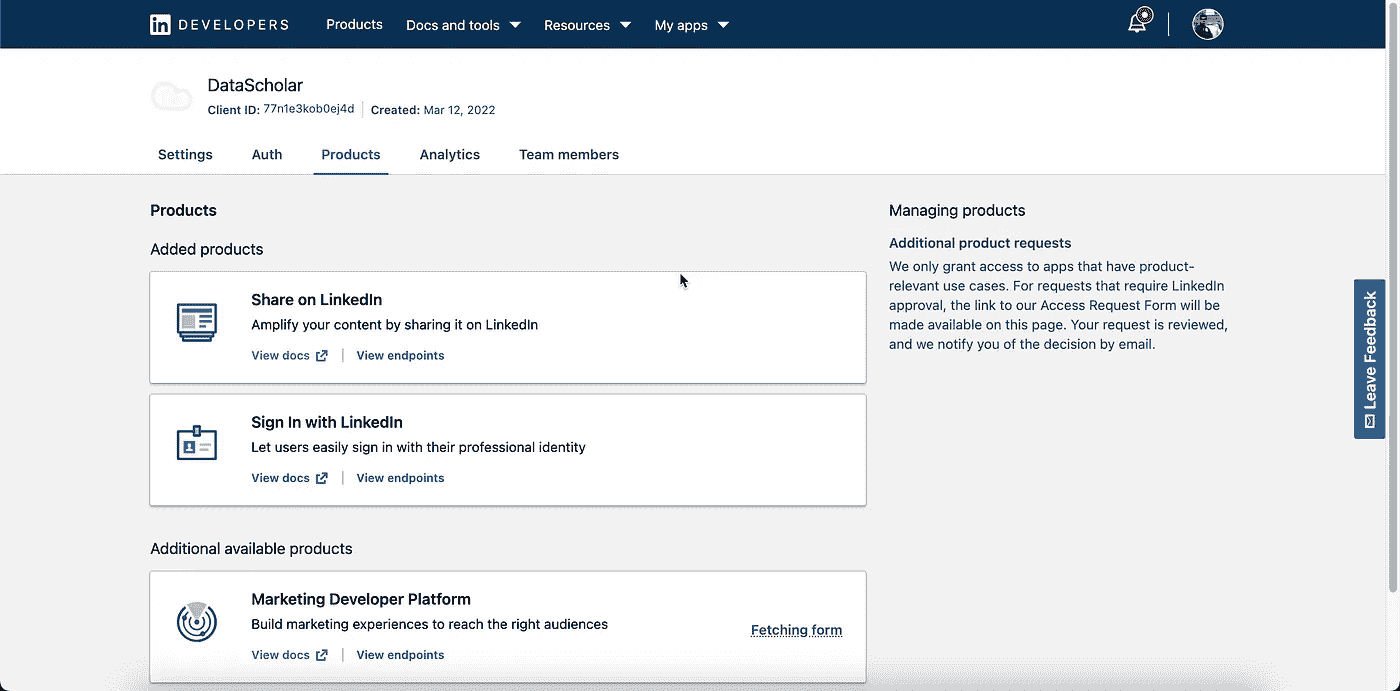 in DEVELOPERS Products Docs and tools Resources My apps
DataScholar
Client ID: 77n1e3kob0ej4d Created: Mar 12, 2022
Settings Auth Products Analytics Team members
Products
Added products
Share on LinkedIn
Amplify your content by sharing it on LinkedIn
View docs View endpoints
Sign In with LinkedIn
Let users easily sign in with their professional identity
View docs View endpoints
Additional available products
Marketing Developer Platform
Build marketing experiences to reach the right audiences
Fetching form
View docs View endpoints
Managing products
Additional product requests
We only grant access to apps that have product-
relevant use cases. For requests that require LinkedIn
approval, the link to our Access Request Form will be
made available on this page. Your request is reviewed,
and we notify you of the decision by email.
Leave Feedback